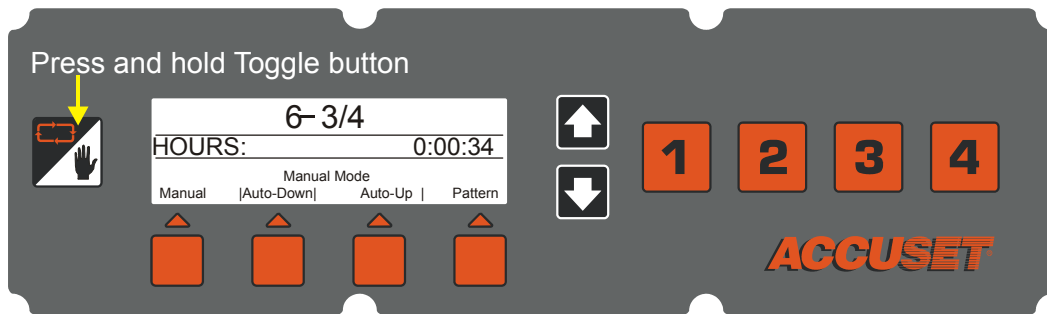 Press and hold Toggle button
6-3/4
HOURS: 0:00:34
Manual Mode
Manual |Auto-Down| Auto-Up | Pattern
1 2 3 4
ACCUSET